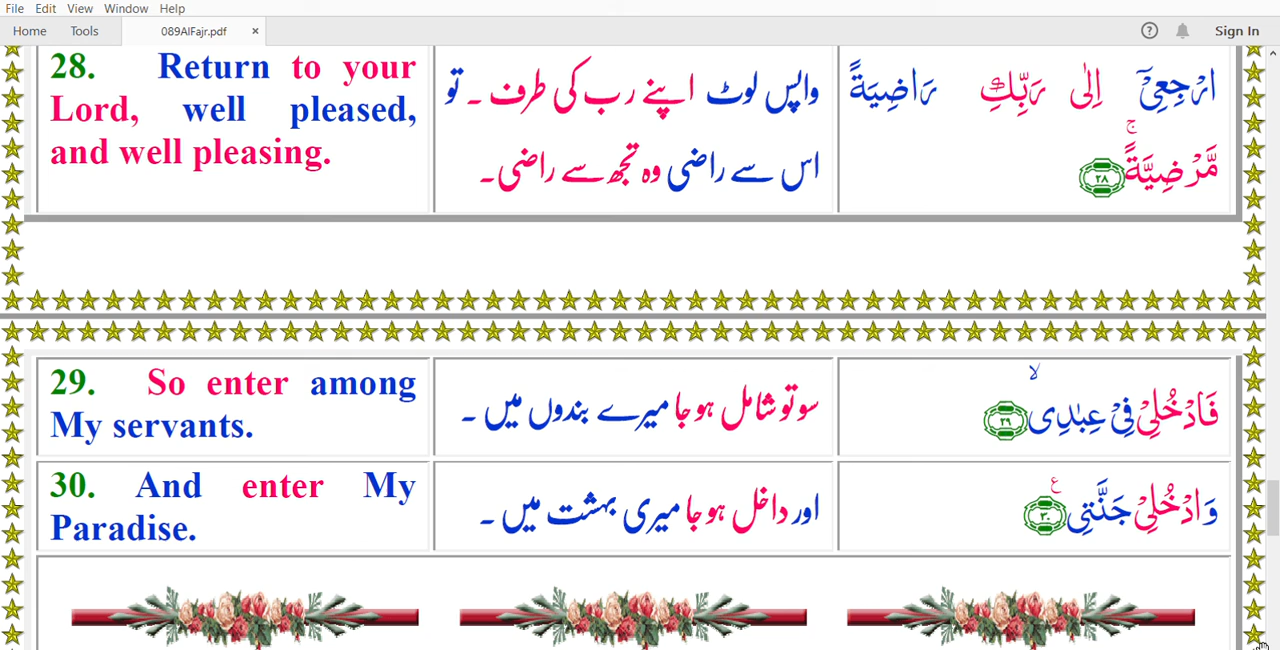 File Edit View Window Help
Home Tools 089AlFajr.pdf × Sign In
28. Return to your
Lord, well pleased,
and well pleasing.
واپس لوٹ اپنے رب کی طرف ۔ تو
اس سے راضی وہ تجھ سے راضی۔
ارْجِعِیْۤ اِلٰی رَبِّكِ رَاضِیَةً
مَّرْضِیَّةً ۚ ﴿۲۸﴾
29. So enter among
My servants.
سو تو شامل ہو جا میرے بندوں میں ۔
فَادْخُلِیْ فِیْ عِبٰدِی ۙ ﴿۲۹﴾
30. And enter My
Paradise.
اور داخل ہو جا میری بہشت میں ۔
وَادْخُلِیْ جَنَّتِی ﴿۳۰﴾ ع